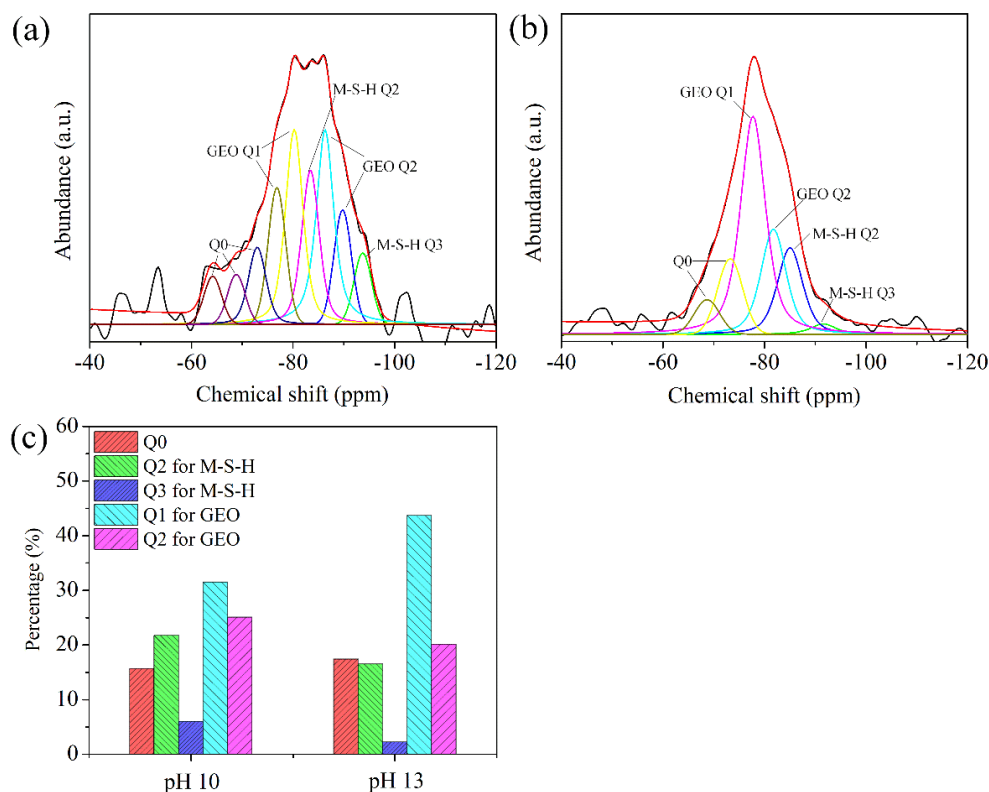 (a)
Abundance (a.u.)
M-S-H Q2
GEO Q1
GEO Q2
Q0
M-S-H Q3
-40 -60 -80 -100 -120
Chemical shift (ppm)
(b)
Abundance (a.u.)
GEO Q1
GEO Q2
M-S-H Q2
Q0
M-S-H Q3
-40 -60 -80 -100 -120
Chemical shift (ppm)
(c)
Percentage (%)
60
50
40
30
20
10
0
Q0
Q2 for M-S-H
Q3 for M-S-H
Q1 for GEO
Q2 for GEO
pH 10 pH 13